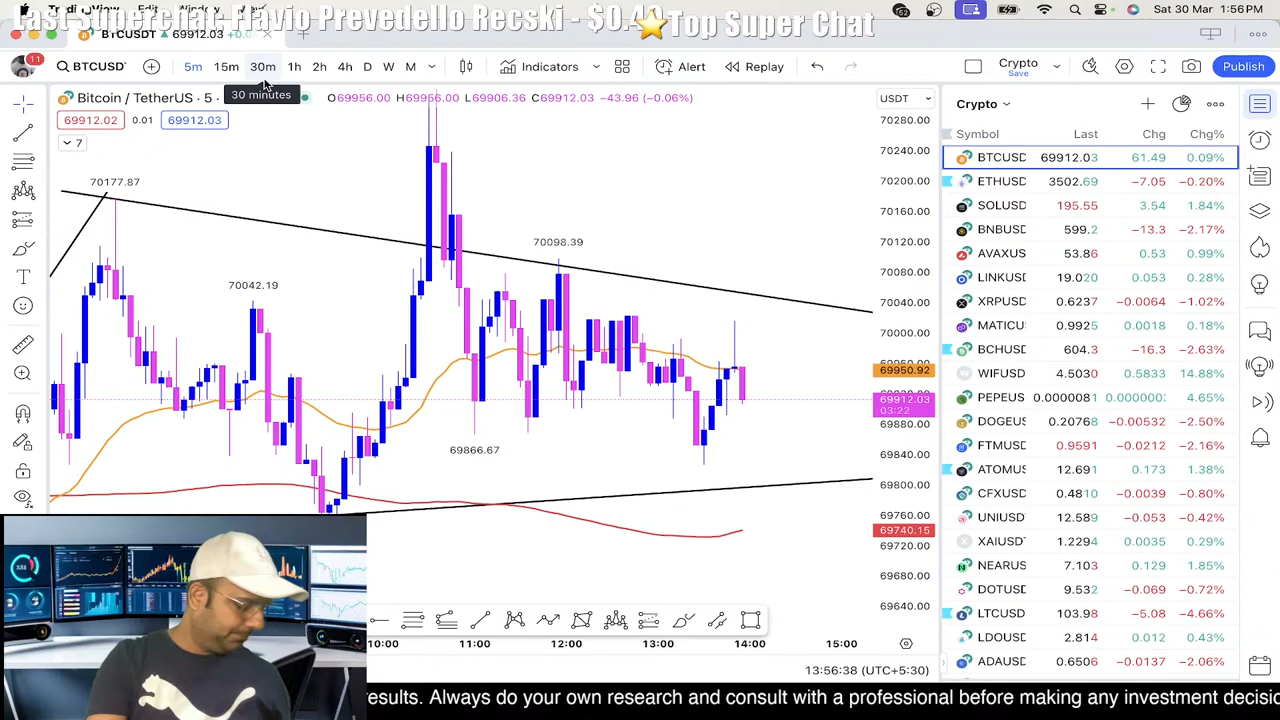 Last Superchat: Flavio Prevedello Recski - $0.40
Top Super Chat
Sat 30 Mar 1:56 PM
BTCUSDT ▲ 69912.03 +0.0
11
BTCUSDT
5m 15m 30m 1h 2h 4h D W M
Indicators
Alert
Replay
Crypto
Save
Publish
30 minutes
Bitcoin / TetherUS · 5 ·
O69956.00 H69956.00 L69906.36 C69912.03 −43.96 (−0.06%)
USDT
69912.02 0.01 69912.03
7
70177.87
70042.19
70098.39
69866.67
70280.00
70240.00
70200.00
70160.00
70120.00
70080.00
70040.00
70000.00
69950.92
69912.03
03:22
69880.00
69840.00
69800.00
69760.00
69740.15
69720.00
69680.00
69640.00
10:00 11:00 12:00 13:00 14:00 15:00
13:56:38 (UTC+5:30)
Crypto
Symbol Last Chg Chg%
BTCUSD 69912.03 61.49 0.09%
ETHUSD 3502.69 −7.05 −0.20%
SOLUSD 195.55 3.54 1.84%
BNBUSD 599.2 −13.3 −2.17%
AVAXUS 53.86 0.53 0.99%
LINKUSD 19.020 0.053 0.28%
XRPUSD 0.6237 −0.0064 −1.02%
MATICU 0.9925 0.0018 0.18%
BCHUSD 604.3 −16.3 −2.63%
WIFUSD 4.5030 0.5833 14.88%
PEPEUS 0.0000081 0.0000003 4.65%
DOGEUS 0.20768 −0.00532 −2.50%
FTMUSD 0.9591 −0.0212 −2.16%
ATOMUS 12.691 0.173 1.38%
CFXUSD 0.4810 −0.0039 −0.80%
UNIUSD 12.589 −0.053 −0.42%
XAIUSD 1.2294 0.0035 0.29%
NEARUS 7.103 0.129 1.85%
DOTUSD 9.532 −0.069 −0.72%
LTCUSD 103.98 −5.08 −4.66%
LDOUSD 2.814 0.012 0.43%
ADAUSD 0.6506 −0.0137 −2.06%
results. Always do your own research and consult with a professional before making any investment decisio